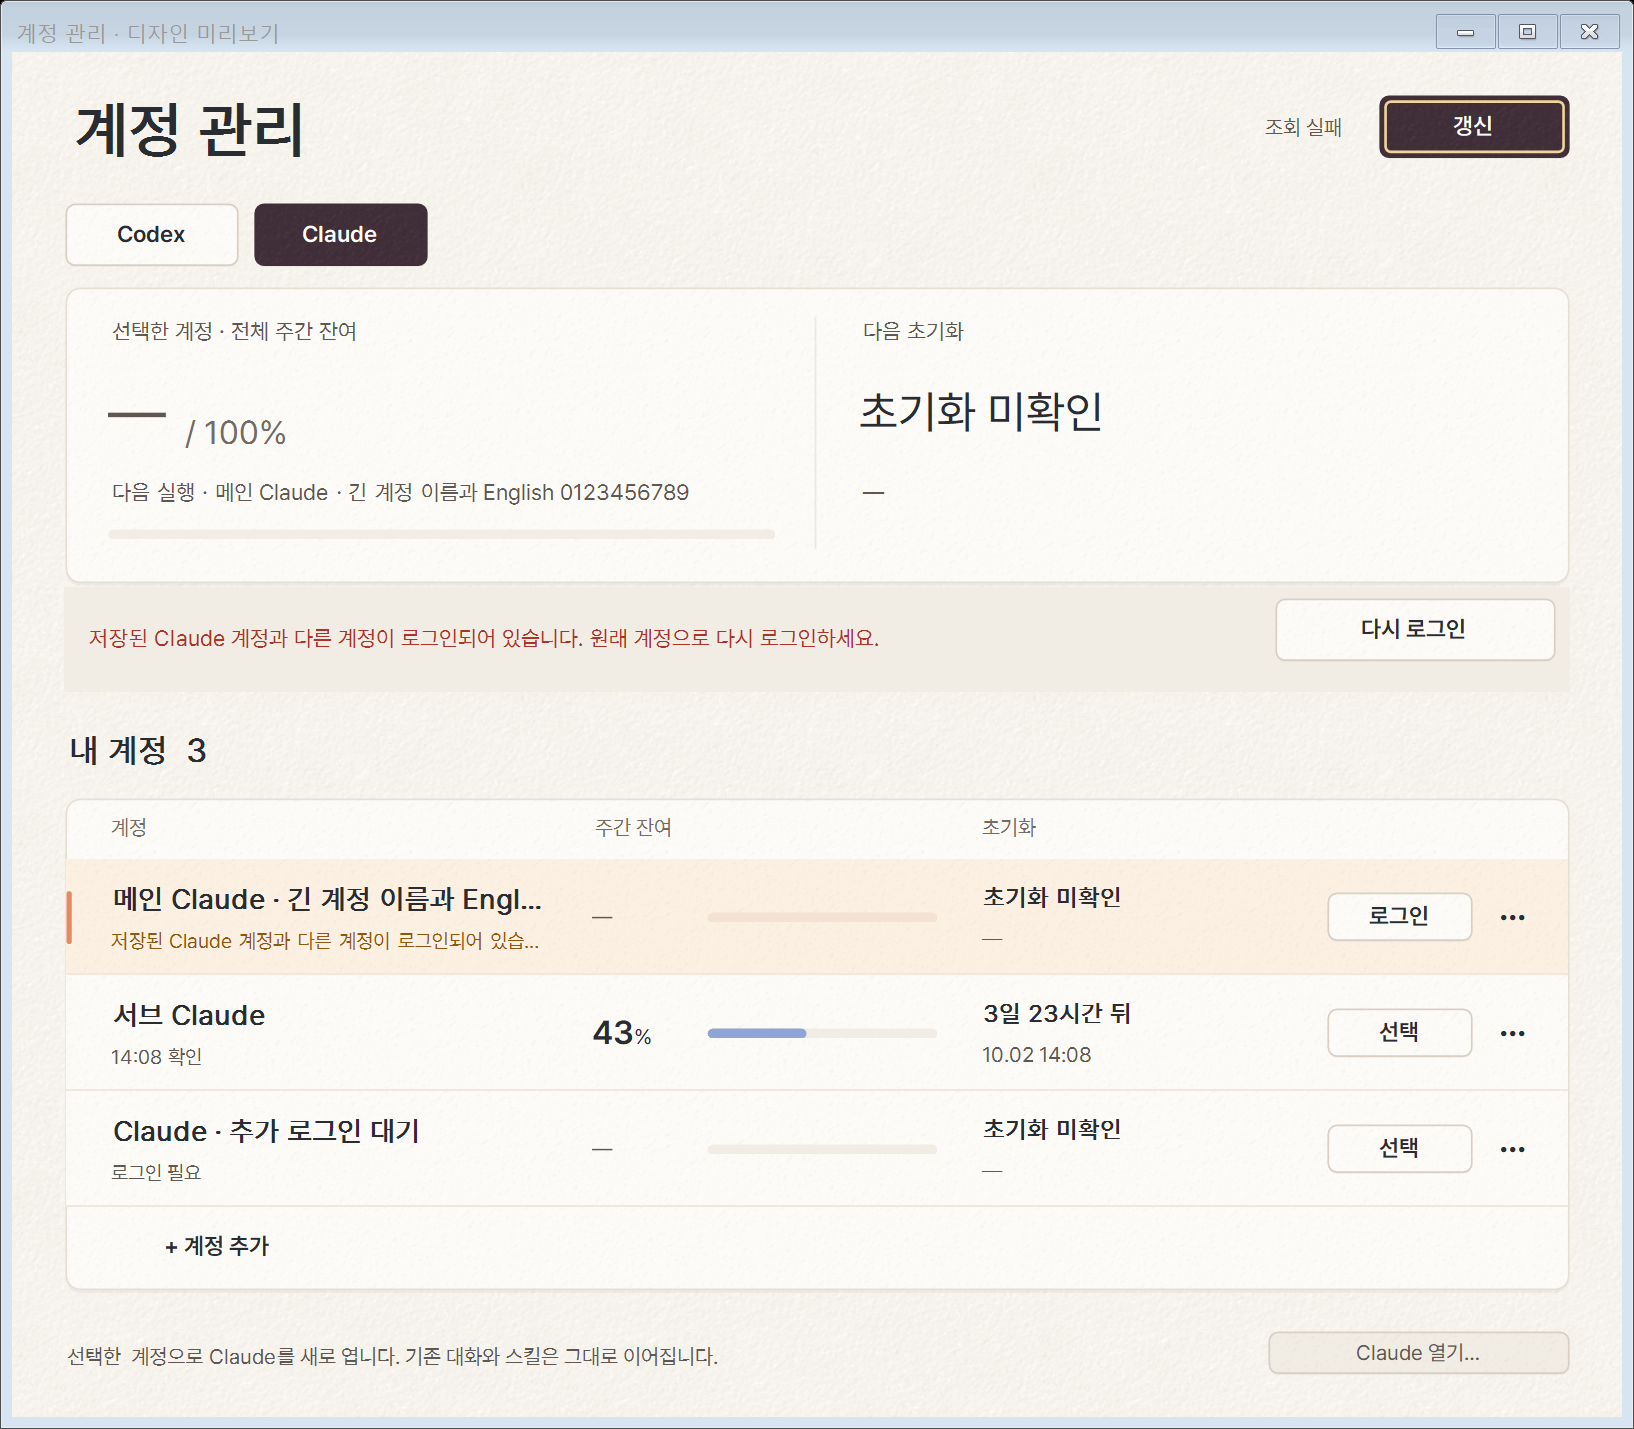 계정 관리 · 디자인 미리보기
계정 관리
조회 실패
갱신
Codex
Claude
선택한 계정 · 전체 주간 잔여
다음 초기화
— / 100%
초기화 미확인
다음 실행 · 메인 Claude · 긴 계정 이름과 English 0123456789
—
저장된 Claude 계정과 다른 계정이 로그인되어 있습니다. 원래 계정으로 다시 로그인하세요.
다시 로그인
내 계정 3
계정
주간 잔여
초기화
메인 Claude · 긴 계정 이름과 Engl...
저장된 Claude 계정과 다른 계정이 로그인되어 있습...
—
초기화 미확인
—
로그인
•••
서브 Claude
14:08 확인
43%
3일 23시간 뒤
10.02 14:08
선택
•••
Claude · 추가 로그인 대기
로그인 필요
—
초기화 미확인
—
선택
•••
+ 계정 추가
선택한 계정으로 Claude를 새로 엽니다. 기존 대화와 스킬은 그대로 이어집니다.
Claude 열기...